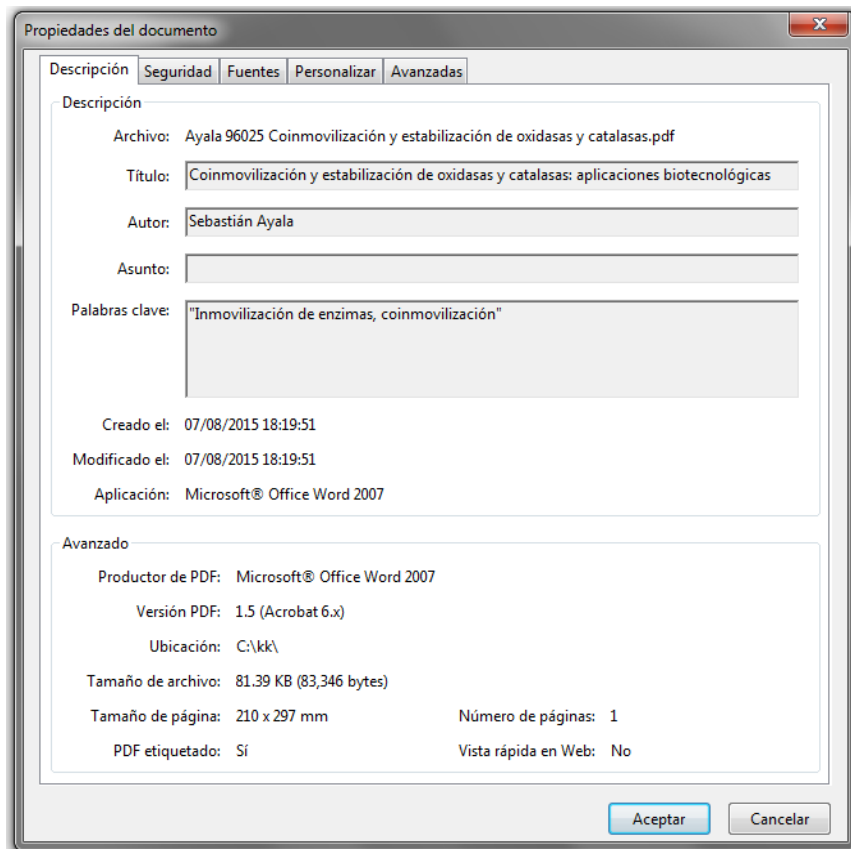 Propiedades del documento
Descripción Seguridad Fuentes Personalizar Avanzadas
Descripción
Archivo: Ayala 96025 Coinmovilización y estabilización de oxidasas y catalasas.pdf
Título: Coinmovilización y estabilización de oxidasas y catalasas: aplicaciones biotecnológicas
Autor: Sebastián Ayala
Asunto:
Palabras clave: "Inmovilización de enzimas, coinmovilización"
Creado el: 07/08/2015 18:19:51
Modificado el: 07/08/2015 18:19:51
Aplicación: Microsoft® Office Word 2007
Avanzado
Productor de PDF: Microsoft® Office Word 2007
Versión PDF: 1.5 (Acrobat 6.x)
Ubicación: C:\kk\
Tamaño de archivo: 81.39 KB (83,346 bytes)
Tamaño de página: 210 x 297 mm Número de páginas: 1
PDF etiquetado: Sí Vista rápida en Web: No
Aceptar Cancelar